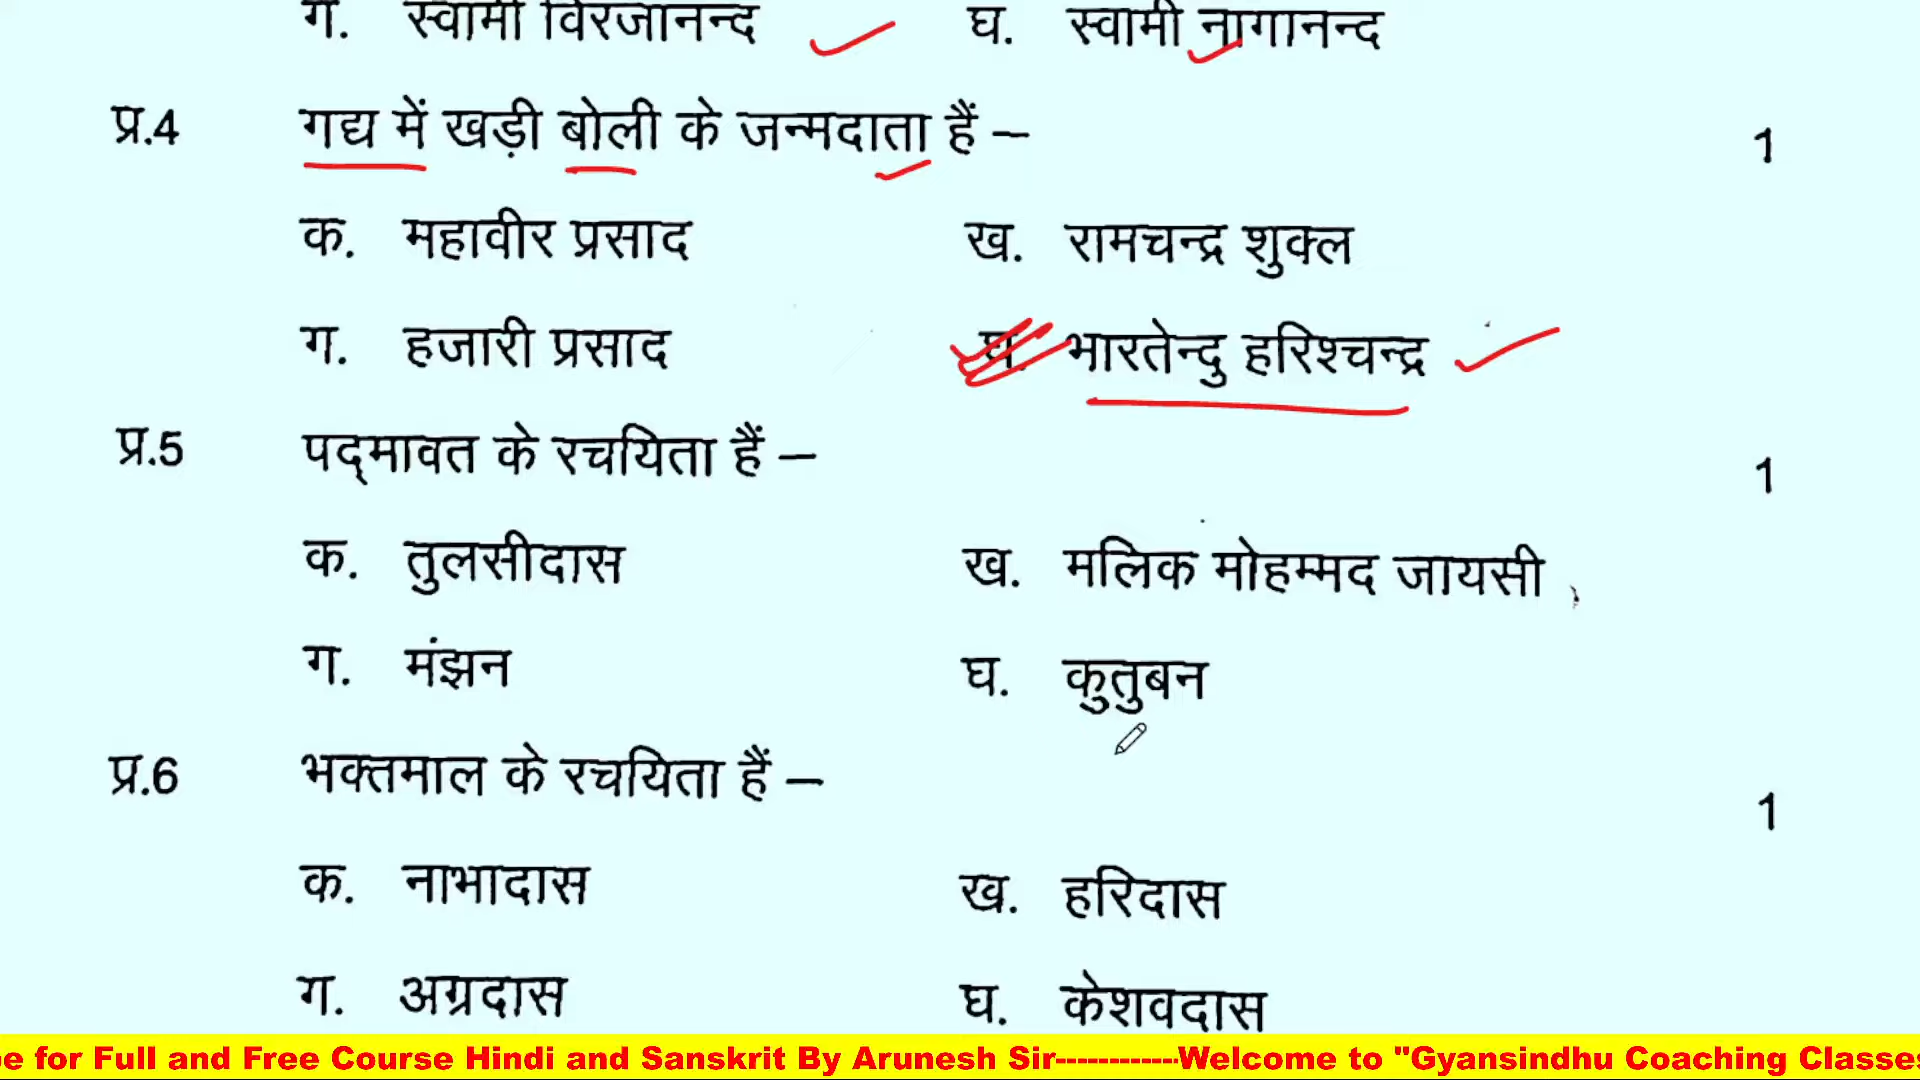 ग. स्वामी विरजानन्द घ. स्वामी नागानन्द
प्र.4 गद्य में खड़ी बोली के जन्मदाता हैं – 1
क. महावीर प्रसाद ख. रामचन्द्र शुक्ल
ग. हजारी प्रसाद घ. भारतेन्दु हरिश्चन्द्र
प्र.5 पद्‌मावत के रचयिता हैं – 1
क. तुलसीदास ख. मलिक मोहम्मद जायसी
ग. मंझन घ. कुतुबन
प्र.6 भक्तमाल के रचयिता हैं – 1
क. नाभादास ख. हरिदास
ग. अग्रदास घ. केशवदास
for Full and Free Course Hindi and Sanskrit By Arunesh Sir------------Welcome to "Gyansindhu Coaching Classes